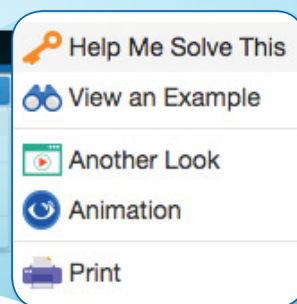 Help Me Solve This
View an Example
Another Look
Animation
Print